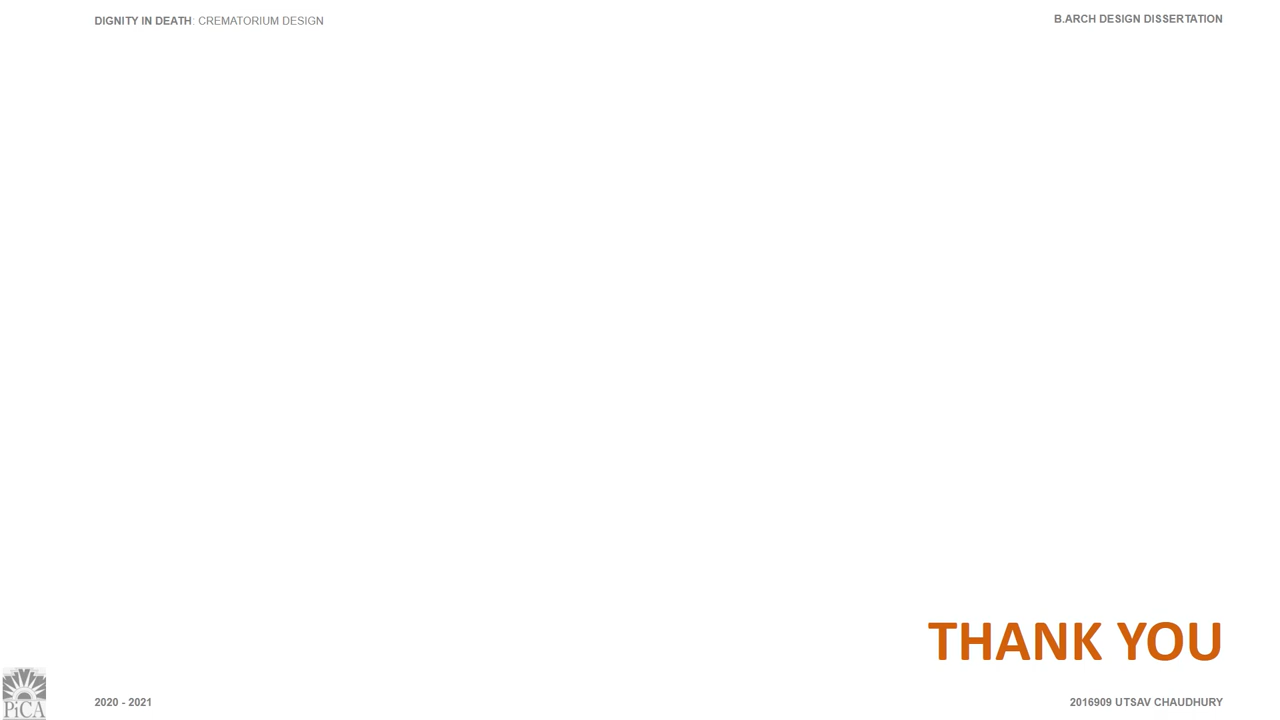 DIGNITY IN DEATH: CREMATORIUM DESIGN
B.ARCH DESIGN DISSERTATION
THANK YOU
PiCA
2020 - 2021
2016909 UTSAV CHAUDHURY